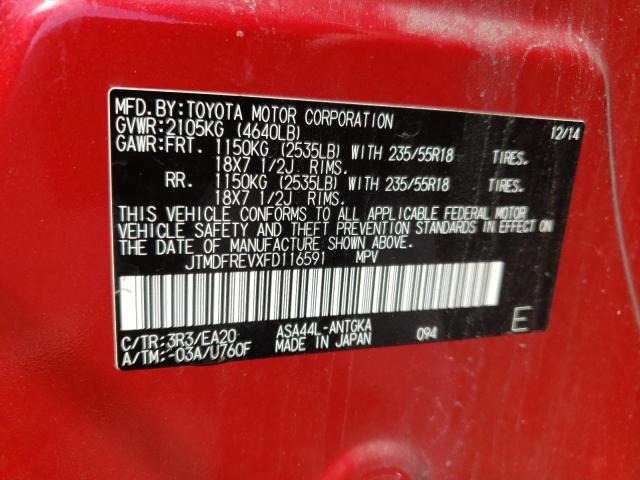 MFD. BY: TOYOTA MOTOR CORPORATION 12/14
GVWR: 2105KG (4640LB)
GAWR: FRT. 1150KG (2535LB) WITH 235/55R18 TIRES.
18X7 1/2J. RIMS.
RR. 1150KG (2535LB) WITH 235/55R18 TIRES.
18X7 1/2J. RIMS.
THIS VEHICLE CONFORMS TO ALL APPLICABLE FEDERAL MOTOR
VEHICLE SAFETY AND THEFT PREVENTION STANDARDS IN EFFECT ON
THE DATE OF MANUFACTURE SHOWN ABOVE.
JTMDFREVXFD116591 MPV
C/TR: 3R3/EA20 ASA44L-ANTGKA 094 E
A/TM: -03A/U760F MADE IN JAPAN